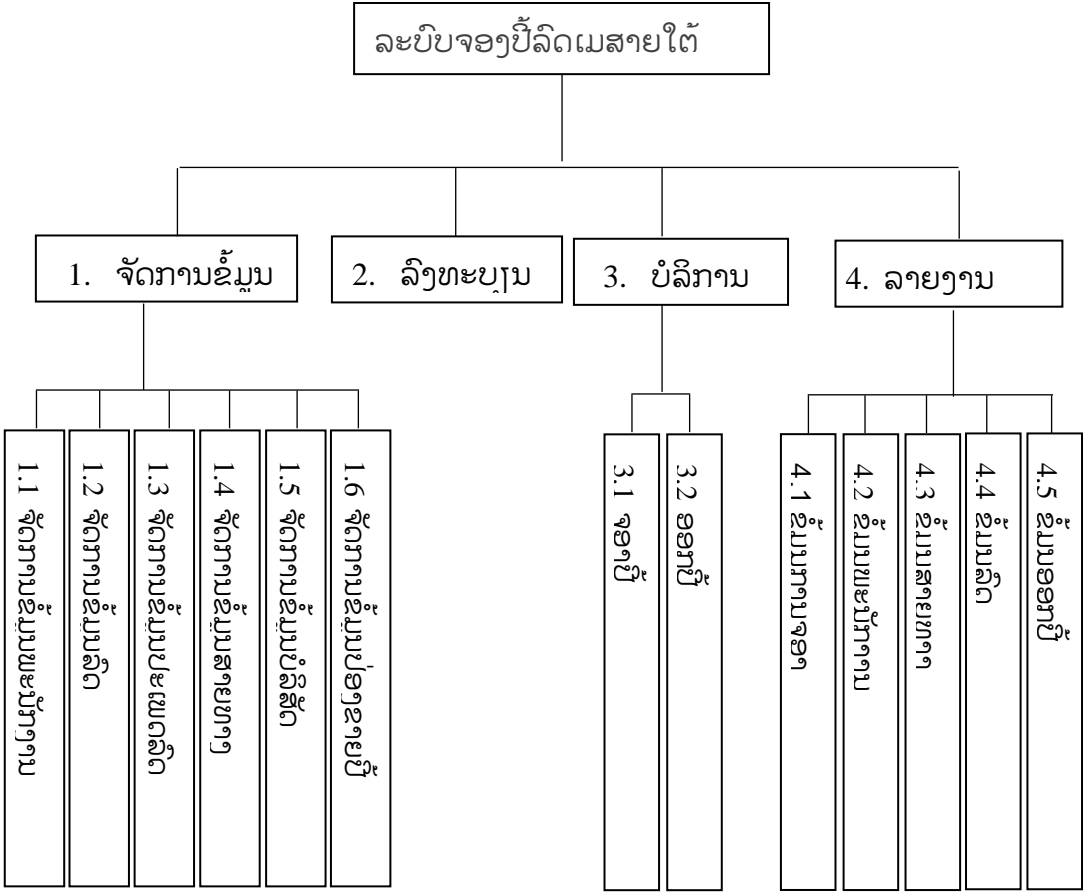 ລະບົບຈອງປີ້ລົດເມສາຍໃຕ້
1. ຈັດການຂໍ້ມູນ
2. ລົງທະບຽນ
3. ບໍລິການ
4. ລາຍງານ
1.1 ຈັດການຂໍ້ມູນພະນັກງານ
1.2 ຈັດການຂໍ້ມູນລົດ
1.3 ຈັດການຂໍ້ມູນປະເພດລົດ
1.4 ຈັດການຂໍ້ມູນສາຍທາງ
1.5 ຈັດການຂໍ້ມູນບໍລິສັດ
1.6 ຈັດການຂໍ້ມູນປ່ອງຂາຍປີ້
3.1 ຈອງປີ້
3.2 ອອກປີ້
4.1 ຂໍ້ມູນການຈອງ
4.2 ຂໍ້ມູນພະນັກງານ
4.3 ຂໍ້ມູນສາຍທາງ
4.4 ຂໍ້ມູນລົດ
4.5 ຂໍ້ມູນອອກປີ້